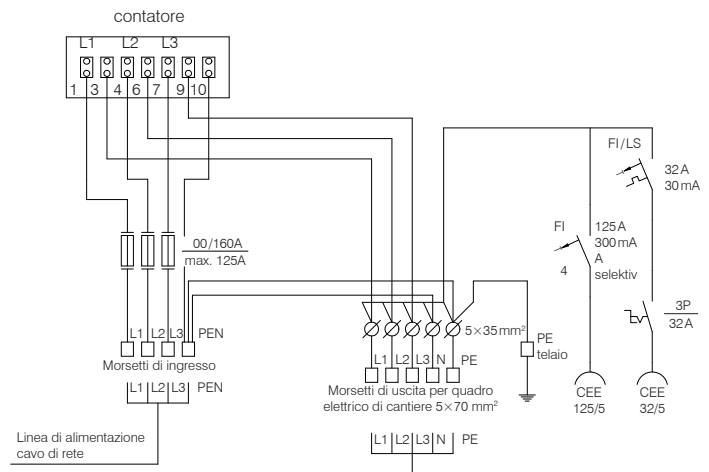 contatore
L1 L2 L3
1 3 4 6 7 9 10
FI/LS
32 A
30 mA
FI
125 A
300 mA
A
selektiv
4
00/160A
max. 125A
3P
32 A
5×35 mm²
PE
telaio
L1 L2 L3 PEN
Morsetti di ingresso
L1 L2 L3 PEN
L1 L2 L3 N PE
Morsetti di uscita per quadro
elettrico di cantiere 5×70 mm²
L1 L2 L3 N PE
CEE
125/5
CEE
32/5
Linea di alimentazione
cavo di rete